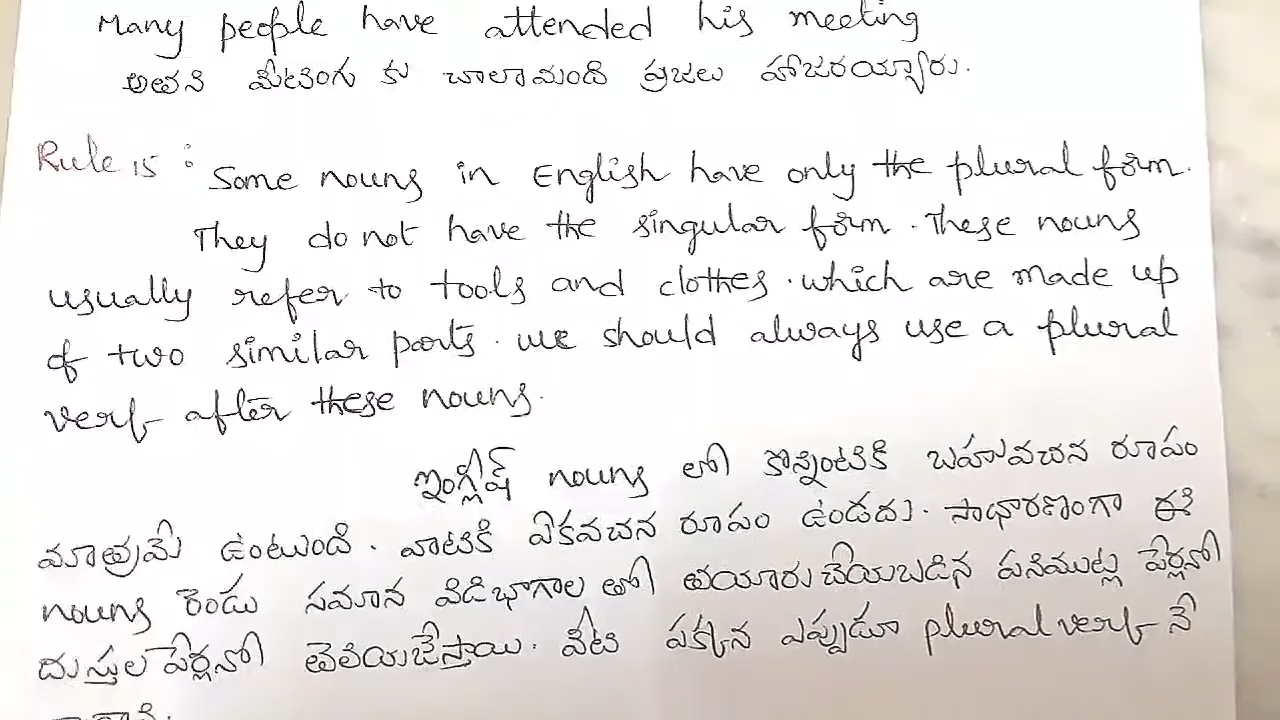 Many people have attended his meeting
అతని మీటింగు కు చాలామంది ప్రజలు హాజరయ్యారు.
Rule 15 : Some nouns in English have only the plural form.
They do not have the singular form. These nouns
usually refer to tools and clothes. which are made up
of two similar parts. we should always use a plural
verb after these nouns.
ఇంగ్లీష్ nouns లో కొన్నింటికి బహువచన రూపం
మాత్రమే ఉంటుంది. వాటికి ఏకవచన రూపం ఉండదు. సాధారణంగా ఈ
nouns రెండు సమాన విడిభాగాల తో తయారుచేయబడిన పనిముట్ల పేర్లనో
దుస్తుల పేర్లనో తెలియజేస్తాయి. వీటి పక్కన ఎప్పుడూ plural verb నే